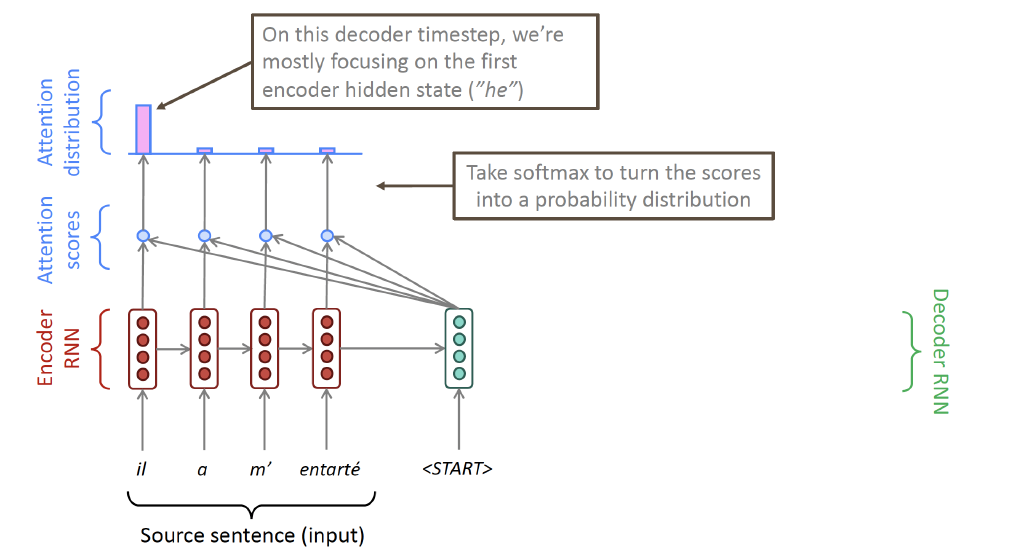 On this decoder timestep, we're
mostly focusing on the first
encoder hidden state ("he")
Attention
distribution
Take softmax to turn the scores
into a probability distribution
Attention
scores
Encoder
RNN
Decoder RNN
il a m' entarté <START>
Source sentence (input)